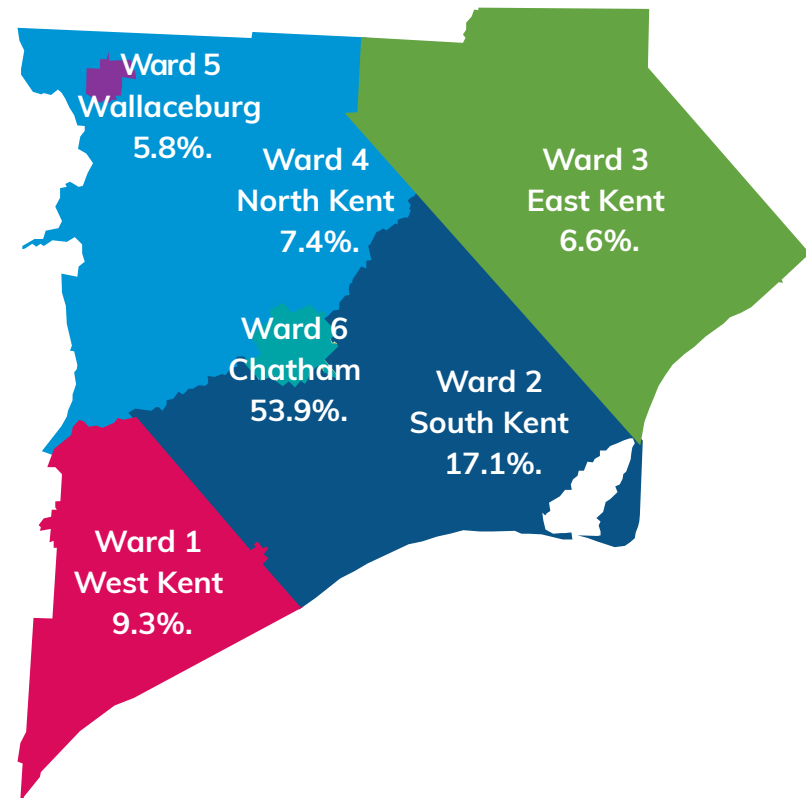 Ward 5
Wallaceburg
5.8%.
Ward 4
North Kent
7.4%.
Ward 3
East Kent
6.6%.
Ward 6
Chatham
53.9%.
Ward 2
South Kent
17.1%.
Ward 1
West Kent
9.3%.